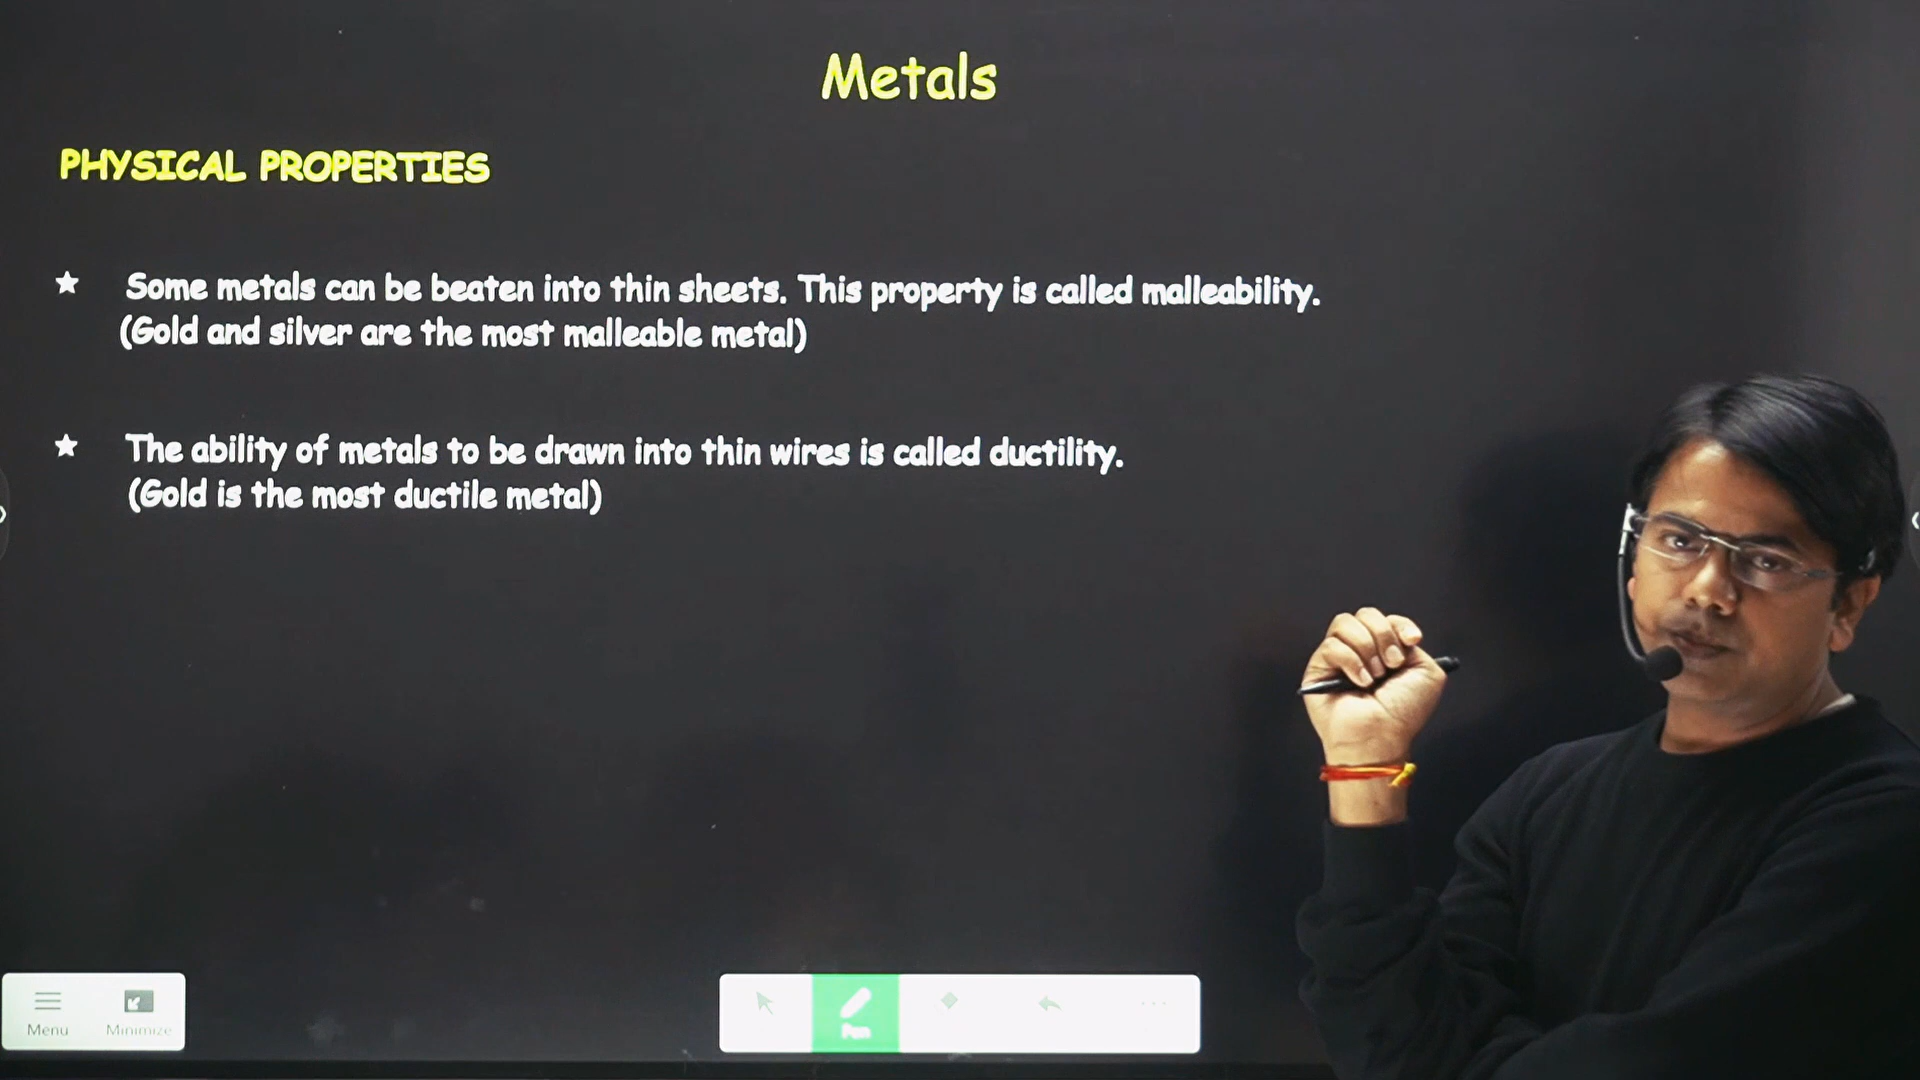 Metals
PHYSICAL PROPERTIES
Some metals can be beaten into thin sheets. This property is called malleability.
(Gold and silver are the most malleable metal)
The ability of metals to be drawn into thin wires is called ductility.
(Gold is the most ductile metal)
Menu
Minimize
Pen